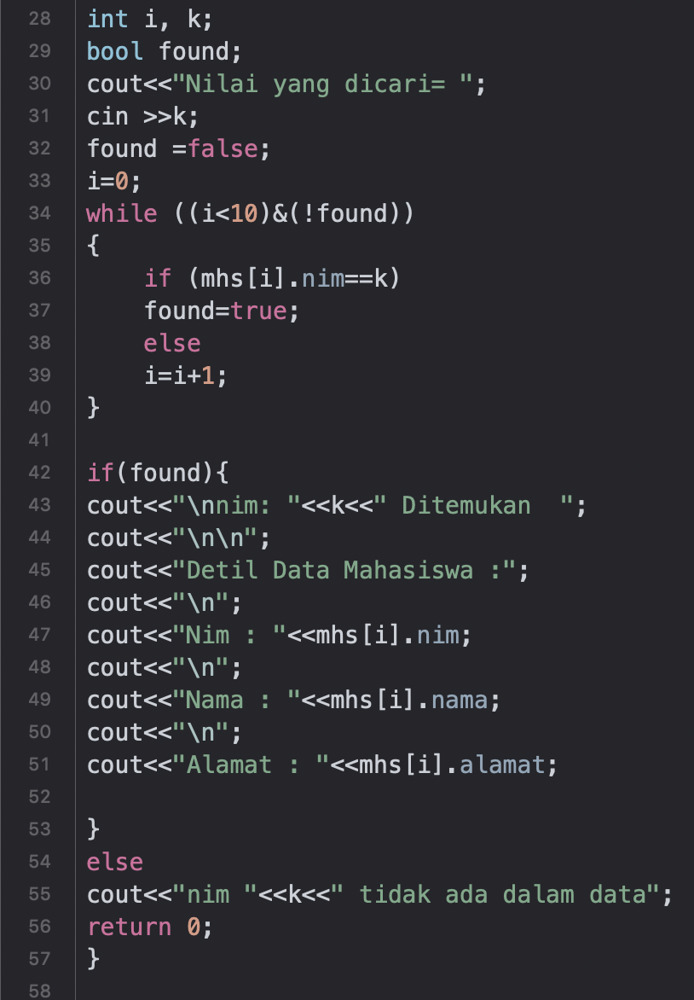 28 int i, k;
29 bool found;
30 cout<<"Nilai yang dicari= ";
31 cin >>k;
32 found =false;
33 i=0;
34 while ((i<10)&(!found))
35 {
36     if (mhs[i].nim==k)
37     found=true;
38     else
39     i=i+1;
40 }
41
42 if(found){
43 cout<<"\nnim: "<<k<<" Ditemukan  ";
44 cout<<"\n\n";
45 cout<<"Detil Data Mahasiswa :";
46 cout<<"\n";
47 cout<<"Nim : "<<mhs[i].nim;
48 cout<<"\n";
49 cout<<"Nama : "<<mhs[i].nama;
50 cout<<"\n";
51 cout<<"Alamat : "<<mhs[i].alamat;
52
53 }
54 else
55 cout<<"nim "<<k<<" tidak ada dalam data";
56 return 0;
57 }
58